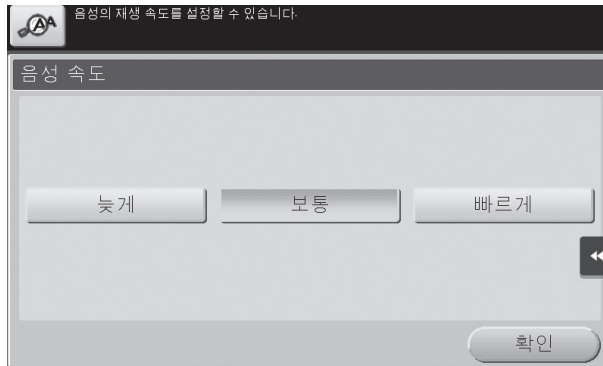 음성의 재생 속도를 설정할 수 있습니다.
음성 속도
늦게
보통
빠르게
확인